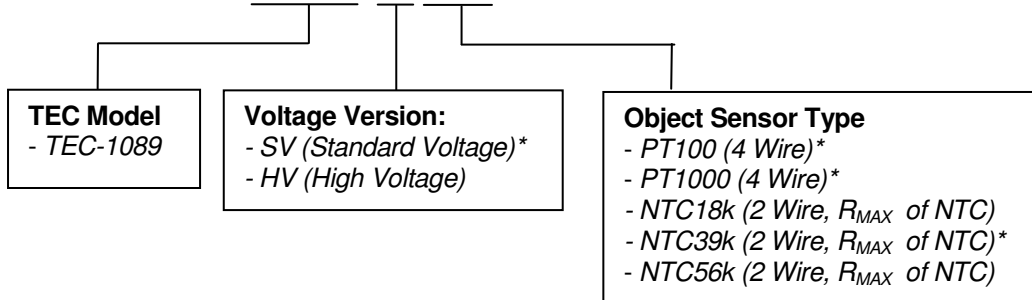 TEC Model
- TEC-1089
Voltage Version:
- SV (Standard Voltage)*
- HV (High Voltage)
Object Sensor Type
- PT100 (4 Wire)*
- PT1000 (4 Wire)*
- NTC18k (2 Wire, RMAX of NTC)
- NTC39k (2 Wire, RMAX of NTC)*
- NTC56k (2 Wire, RMAX of NTC)